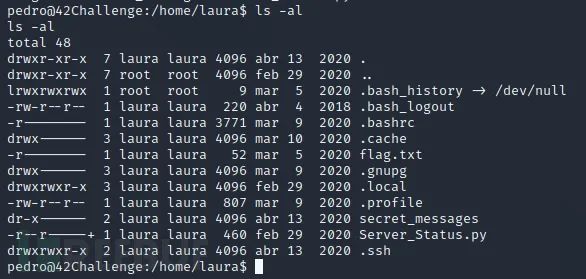 pedro@42Challenge:/home/laura$ ls -al
ls -al
total 48
drwxr-xr-x  7 laura laura 4096 abr 13  2020 .
drwxr-xr-x  7 root  root  4096 feb 29  2020 ..
lrwxrwxrwx  1 root  root     9 mar  5  2020 .bash_history -> /dev/null
-rw-r--r--  1 laura laura  220 abr  4  2018 .bash_logout
-r--------  1 laura laura 3771 mar  9  2020 .bashrc
drwx------  3 laura laura 4096 mar 10  2020 .cache
-r--------  1 laura laura   52 mar  5  2020 flag.txt
drwx------  3 laura laura 4096 mar  9  2020 .gnupg
drwxrwxr-x  3 laura laura 4096 feb 29  2020 .local
-rw-r--r--  1 laura laura  807 mar  9  2020 .profile
dr-x------  2 laura laura 4096 abr 13  2020 secret_messages
-r--r-----+ 1 laura laura  460 feb 29  2020 Server_Status.py
drwxrwxr-x  2 laura laura 4096 abr 13  2020 .ssh
pedro@42Challenge:/home/laura$